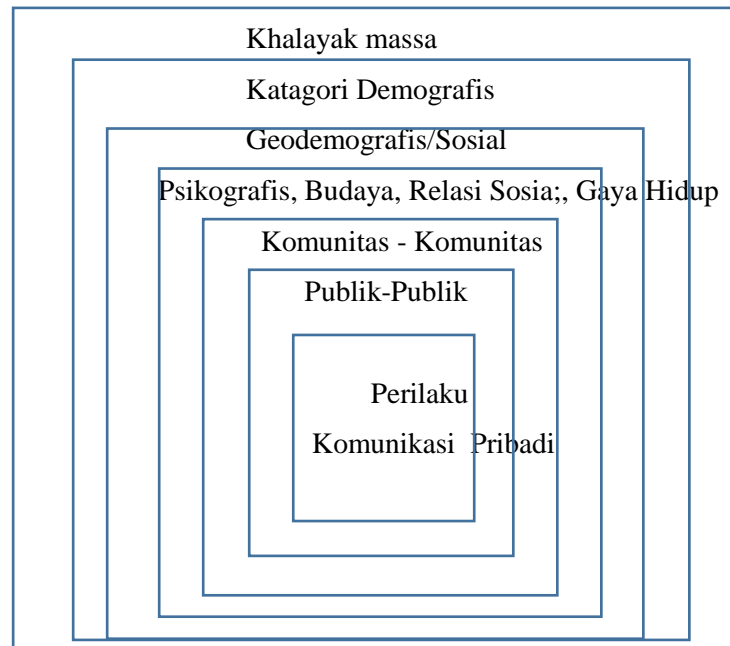 Khalayak massa
Katagori Demografis
Geodemografis/Sosial
Psikografis, Budaya, Relasi Sosia;, Gaya Hidup
Komunitas - Komunitas
Publik-Publik
Perilaku
Komunikasi Pribadi